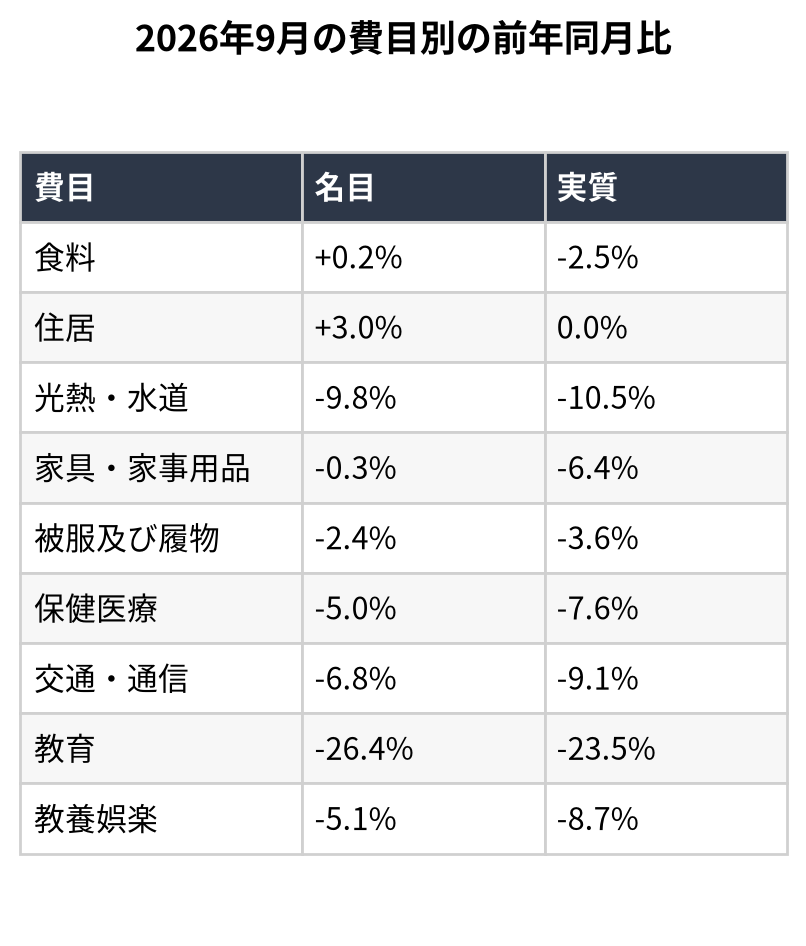 2026年9月の費目別の前年同月比
費目 名目 実質
食料 +0.2% -2.5%
住居 +3.0% 0.0%
光熱・水道 -9.8% -10.5%
家具・家事用品 -0.3% -6.4%
被服及び履物 -2.4% -3.6%
保健医療 -5.0% -7.6%
交通・通信 -6.8% -9.1%
教育 -26.4% -23.5%
教養娯楽 -5.1% -8.7%